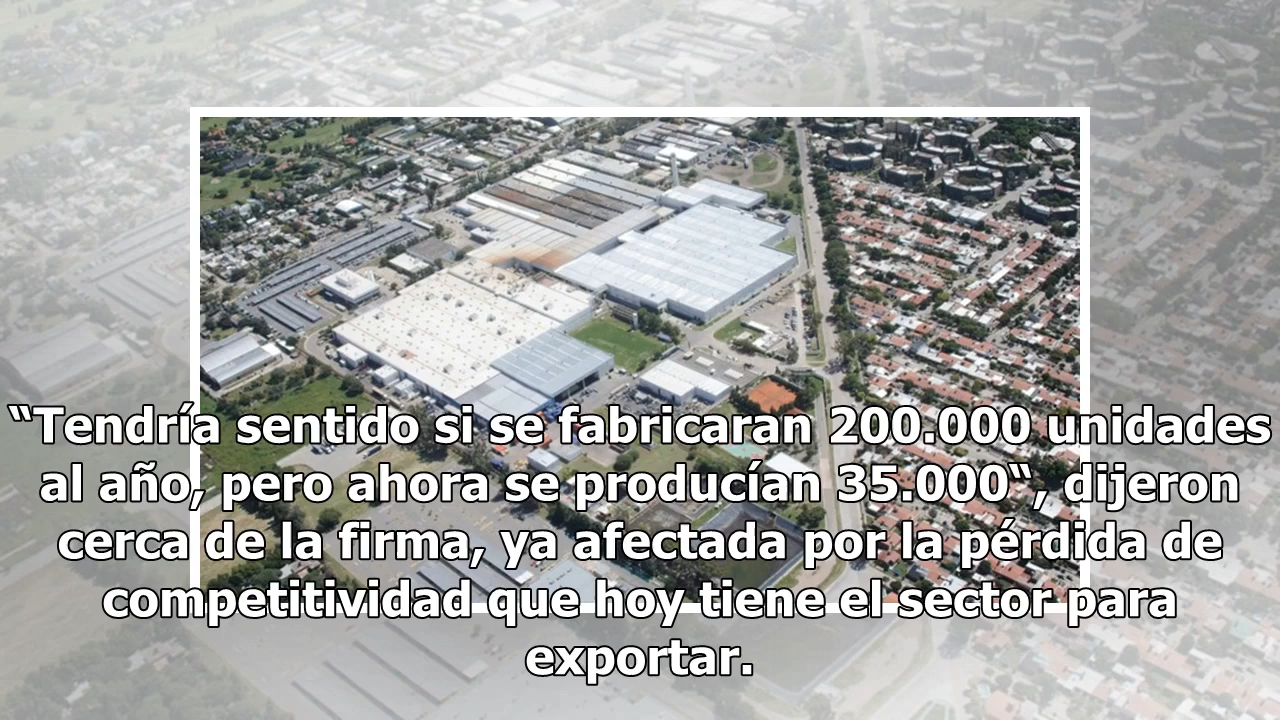 “Tendría sentido si se fabricaran 200.000 unidades
al año, pero ahora se producían 35.000“, dijeron
cerca de la firma, ya afectada por la pérdida de
competitividad que hoy tiene el sector para
exportar.